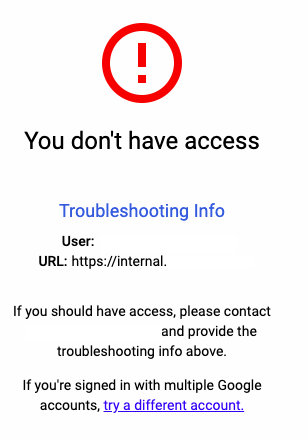 You don't have access
Troubleshooting Info
User:
URL: https://internal.
If you should have access, please contact
and provide the
troubleshooting info above.
If you're signed in with multiple Google
accounts, try a different account.